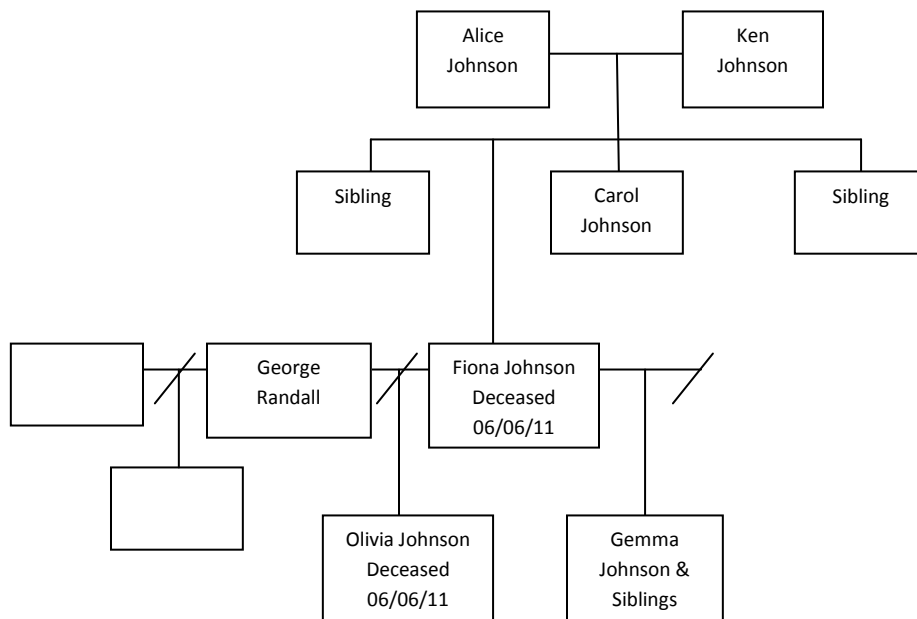 Alice
Johnson
Ken
Johnson
Sibling
Carol
Johnson
Sibling
George
Randall
Fiona Johnson
Deceased
06/06/11
Olivia Johnson
Deceased
06/06/11
Gemma
Johnson &
Siblings